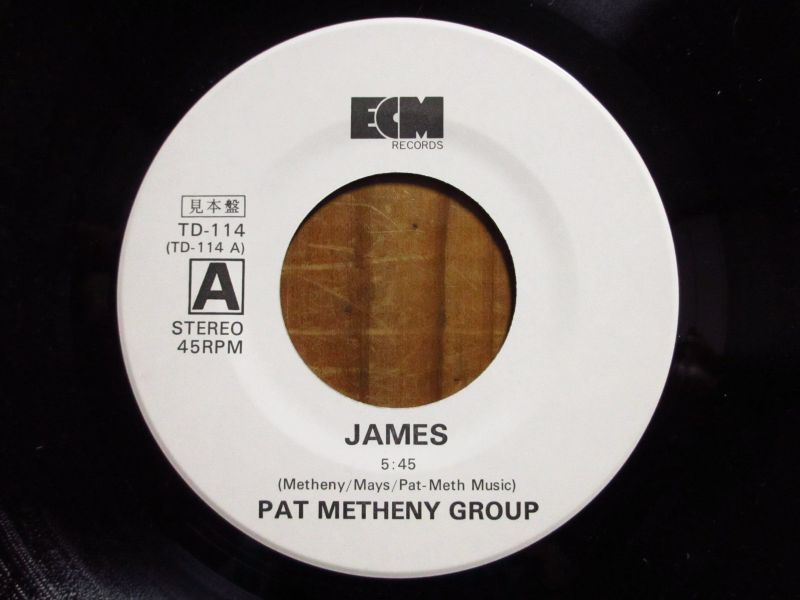 ECM
RECORDS
見本盤
TD-114
(TD-114 A)
A
STEREO
45RPM
JAMES
5:45
(Metheny/Mays/Pat-Meth Music)
PAT METHENY GROUP